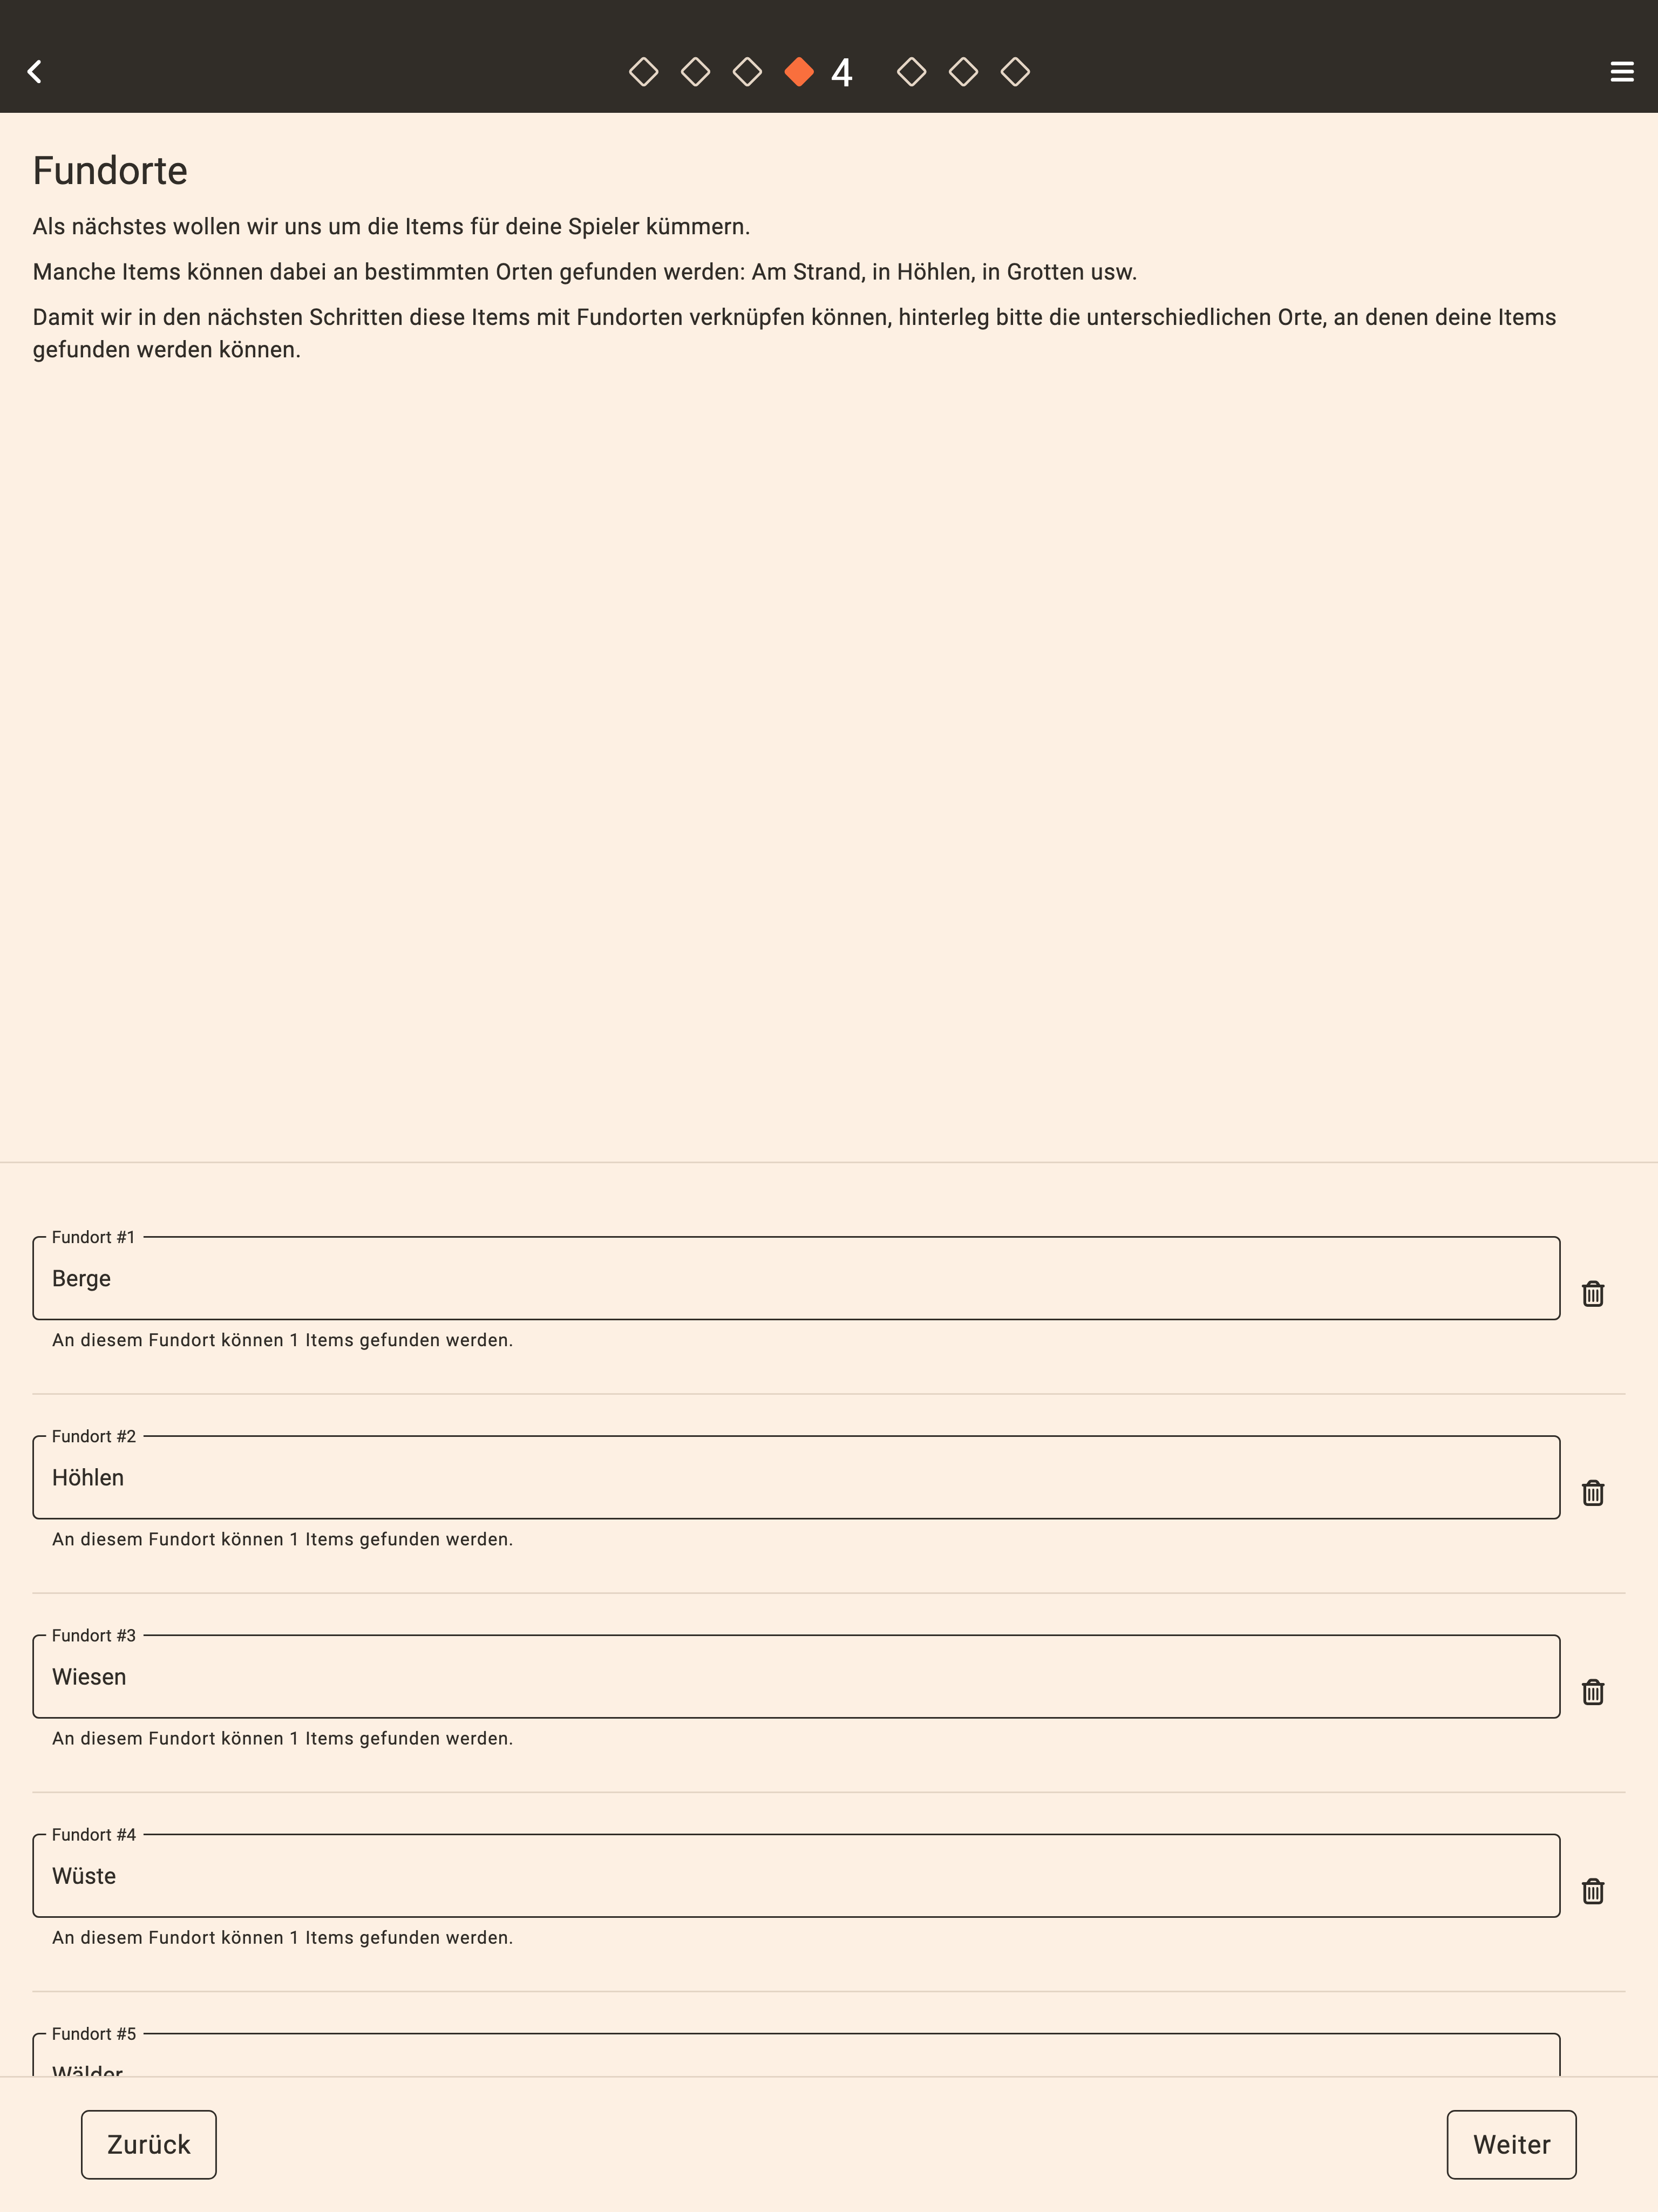 4
Fundorte
Als nächstes wollen wir uns um die Items für deine Spieler kümmern.
Manche Items können dabei an bestimmten Orten gefunden werden: Am Strand, in Höhlen, in Grotten usw.
Damit wir in den nächsten Schritten diese Items mit Fundorten verknüpfen können, hinterleg bitte die unterschiedlichen Orte, an denen deine Items
gefunden werden können.
Fundort #1
Berge
An diesem Fundort können 1 Items gefunden werden.
Fundort #2
Höhlen
An diesem Fundort können 1 Items gefunden werden.
Fundort #3
Wiesen
An diesem Fundort können 1 Items gefunden werden.
Fundort #4
Wüste
An diesem Fundort können 1 Items gefunden werden.
Fundort #5
Wälder
Zurück
Weiter